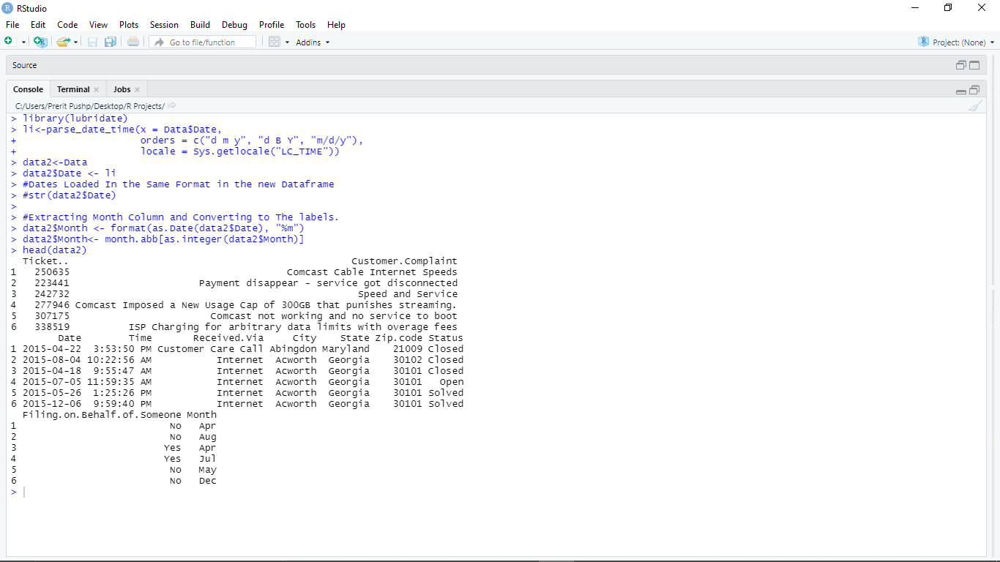 RStudio
File Edit Code View Plots Session Build Debug Profile Tools Help
Go to file/function Addins Project: (None)
Source
Console Terminal Jobs
C:/Users/Prerit Pushp/Desktop/R Projects/
> library(lubridate)
> li<-parse_date_time(x = Data$Date,
+ orders = c("d m y", "d B Y", "m/d/y"),
+ locale = Sys.getlocale("LC_TIME"))
> data2<-Data
> data2$Date <- li
> #Dates Loaded In the Same Format in the new Dataframe
> #str(data2$Date)
>
> #Extracting Month Column and Converting to The labels.
> data2$Month <- format(as.Date(data2$Date), "%m")
> data2$Month<- month.abb[as.integer(data2$Month)]
> head(data2)
Ticket.. Customer.Complaint
1 250635 Comcast Cable Internet Speeds
2 223441 Payment disappear - service got disconnected
3 242732 Speed and Service
4 277946 Comcast Imposed a New Usage Cap of 300GB that punishes streaming.
5 307175 Comcast not working and no service to boot
6 338519 ISP Charging for arbitrary data limits with overage fees
Date Time Received.Via City State Zip.code Status
1 2015-04-22 3:53:50 PM Customer Care Call Abingdon Maryland 21009 Closed
2 2015-08-04 10:22:56 AM Internet Acworth Georgia 30102 Closed
3 2015-04-18 9:55:47 AM Internet Acworth Georgia 30101 Closed
4 2015-07-05 11:59:35 AM Internet Acworth Georgia 30101 Open
5 2015-05-26 1:25:26 PM Internet Acworth Georgia 30101 Solved
6 2015-12-06 9:59:40 PM Internet Acworth Georgia 30101 Solved
Filing.on.Behalf.of.Someone Month
1 No Apr
2 No Aug
3 Yes Apr
4 Yes Jul
5 No May
6 No Dec
>